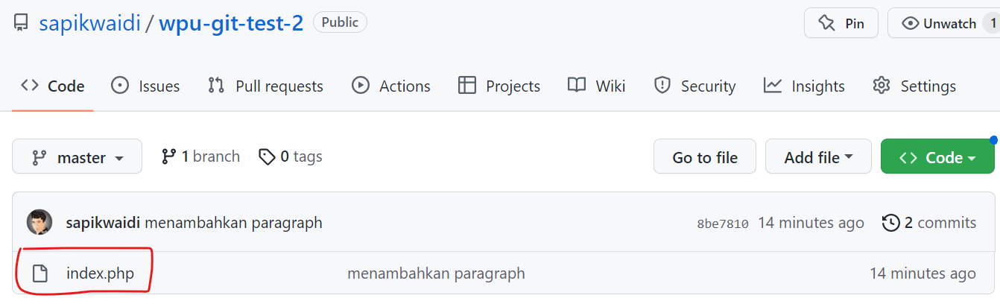 sapikwaidi / wpu-git-test-2 Public Pin Unwatch 1
Code Issues Pull requests Actions Projects Wiki Security Insights Settings
master 1 branch 0 tags Go to file Add file Code
sapikwaidi menambahkan paragraph 8be7810 14 minutes ago 2 commits
index.php menambahkan paragraph 14 minutes ago